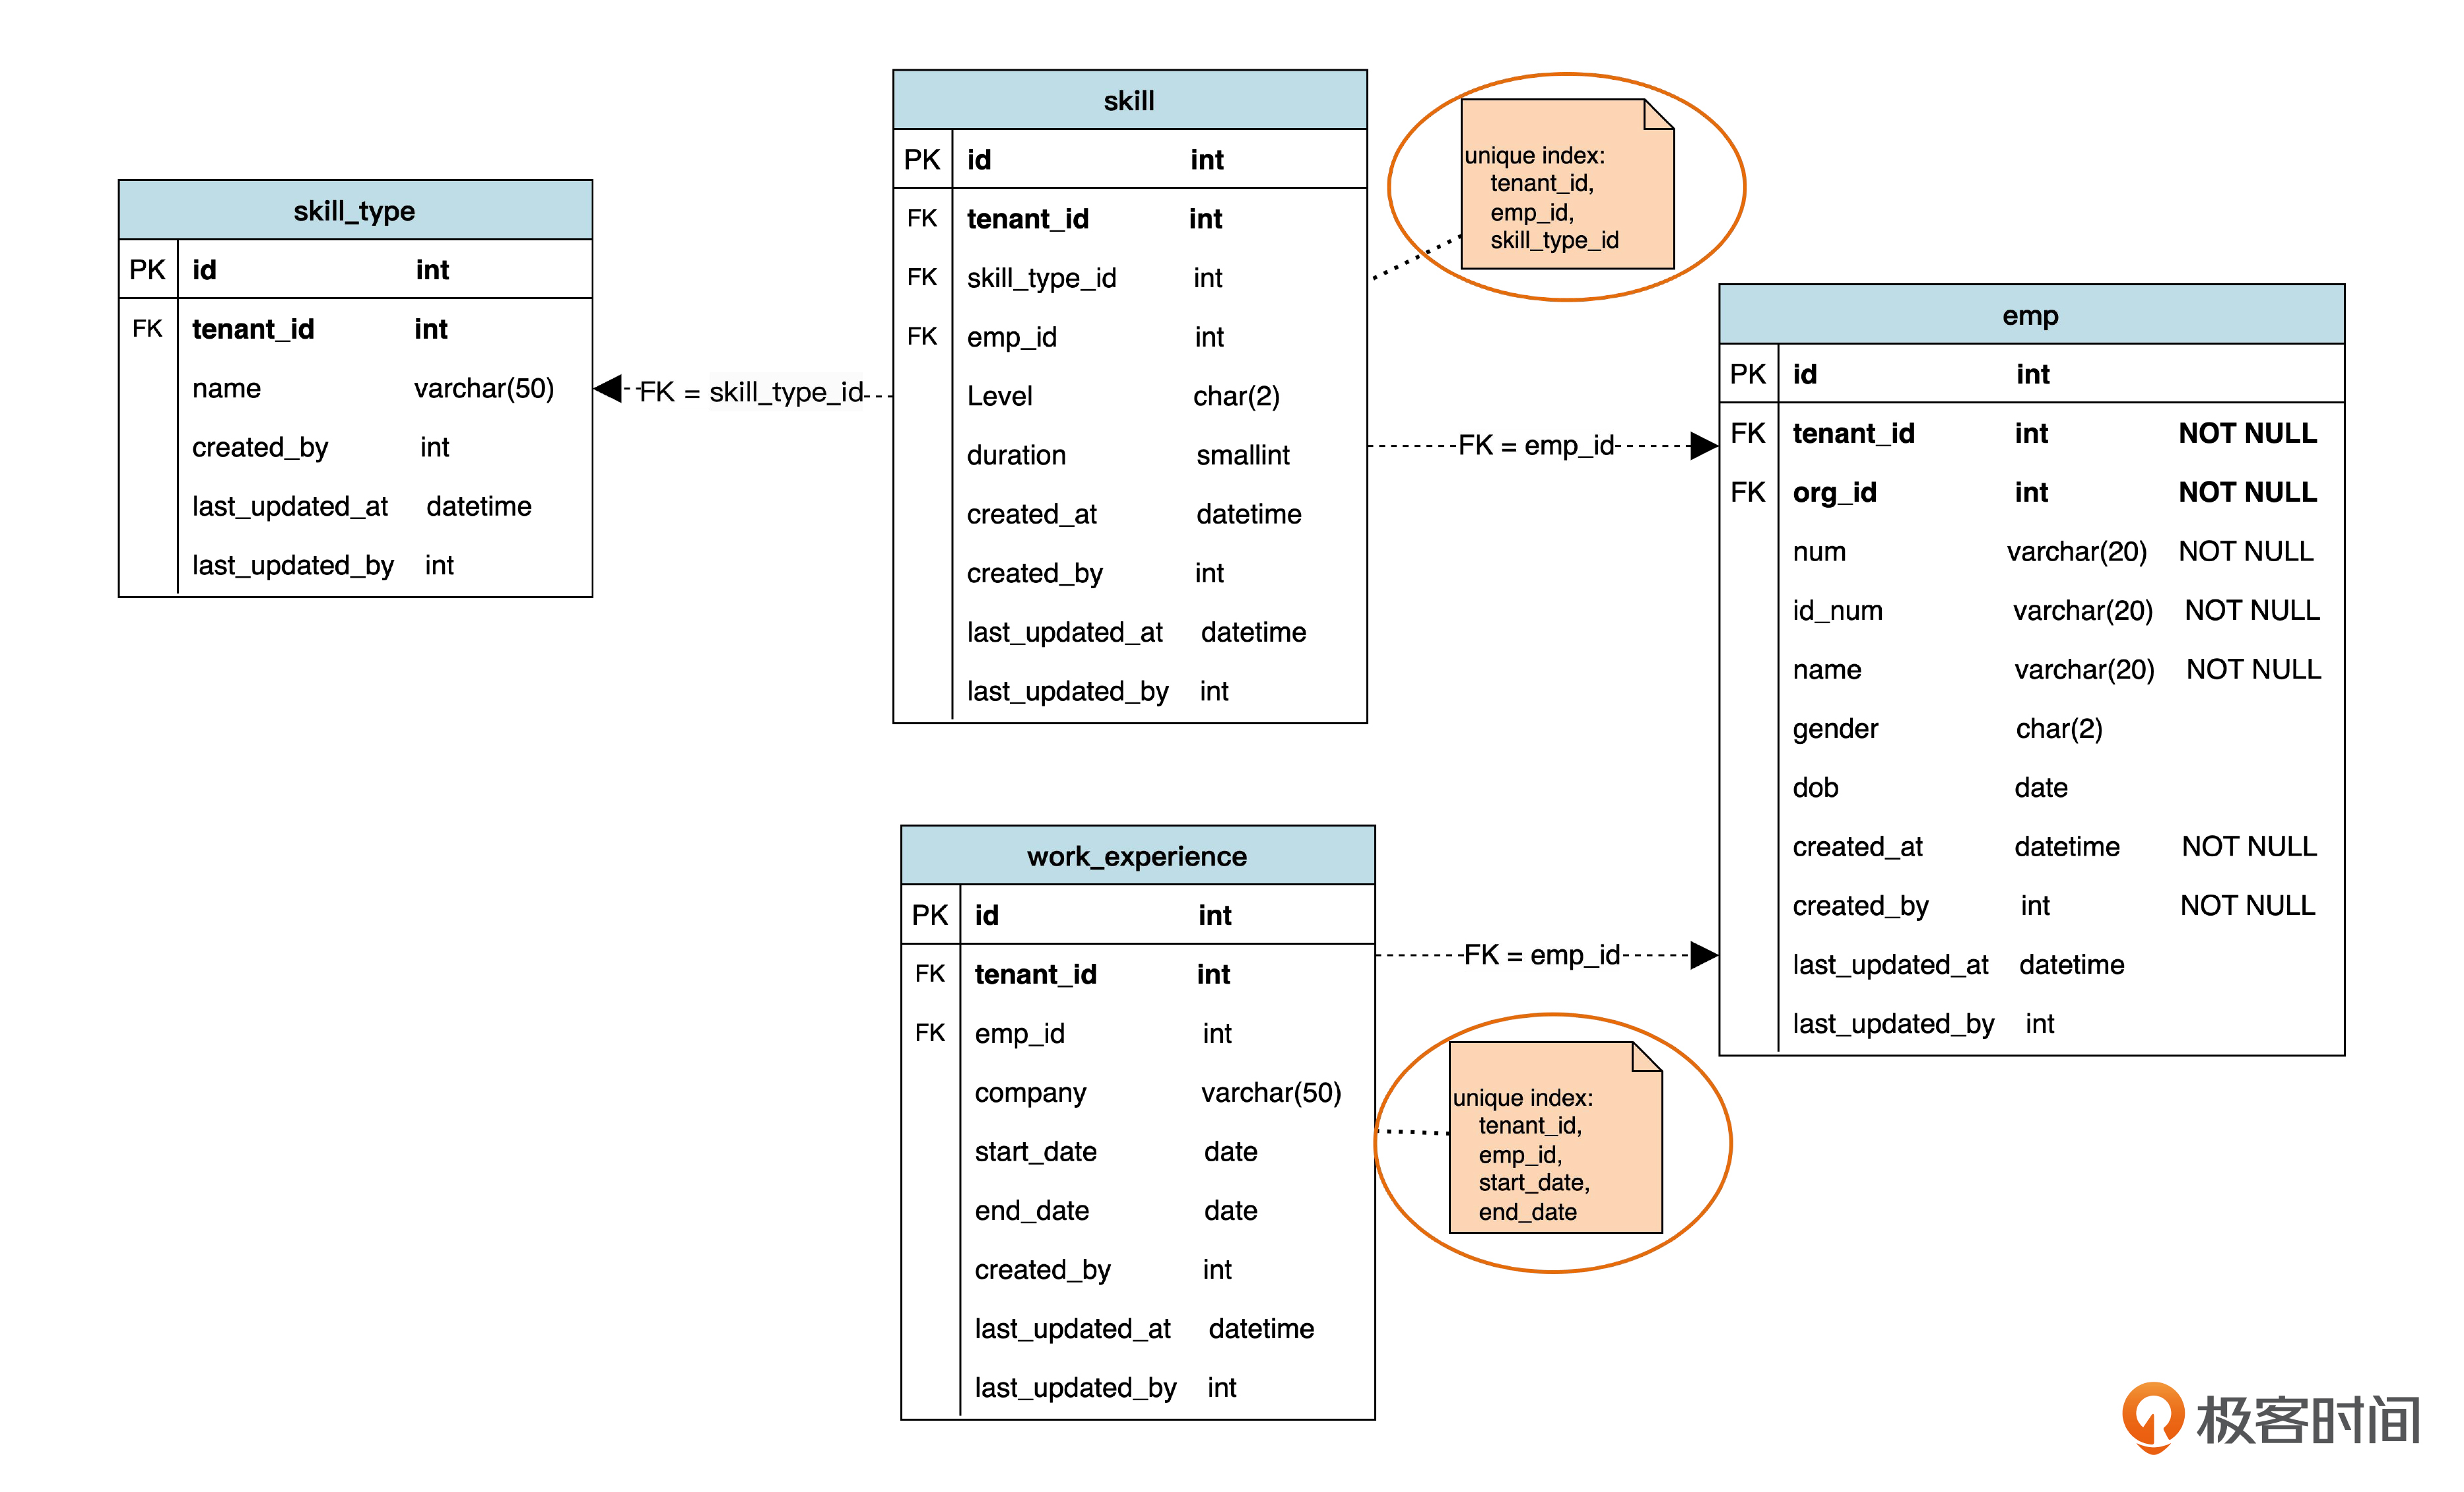 skill_type
PK id int
FK tenant_id int
name varchar(50)
created_by int
last_updated_at datetime
last_updated_by int
FK = skill_type_id
skill
PK id int
FK tenant_id int
FK skill_type_id int
FK emp_id int
Level char(2)
duration smallint
created_at datetime
created_by int
last_updated_at datetime
last_updated_by int
unique index:
tenant_id,
emp_id,
skill_type_id
FK = emp_id
emp
PK id int
FK tenant_id int NOT NULL
FK org_id int NOT NULL
num varchar(20) NOT NULL
id_num varchar(20) NOT NULL
name varchar(20) NOT NULL
gender char(2)
dob date
created_at datetime NOT NULL
created_by int NOT NULL
last_updated_at datetime
last_updated_by int
work_experience
PK id int
FK tenant_id int
FK emp_id int
company varchar(50)
start_date date
end_date date
created_by int
last_updated_at datetime
last_updated_by int
FK = emp_id
unique index:
tenant_id,
emp_id,
start_date,
end_date
极客时间